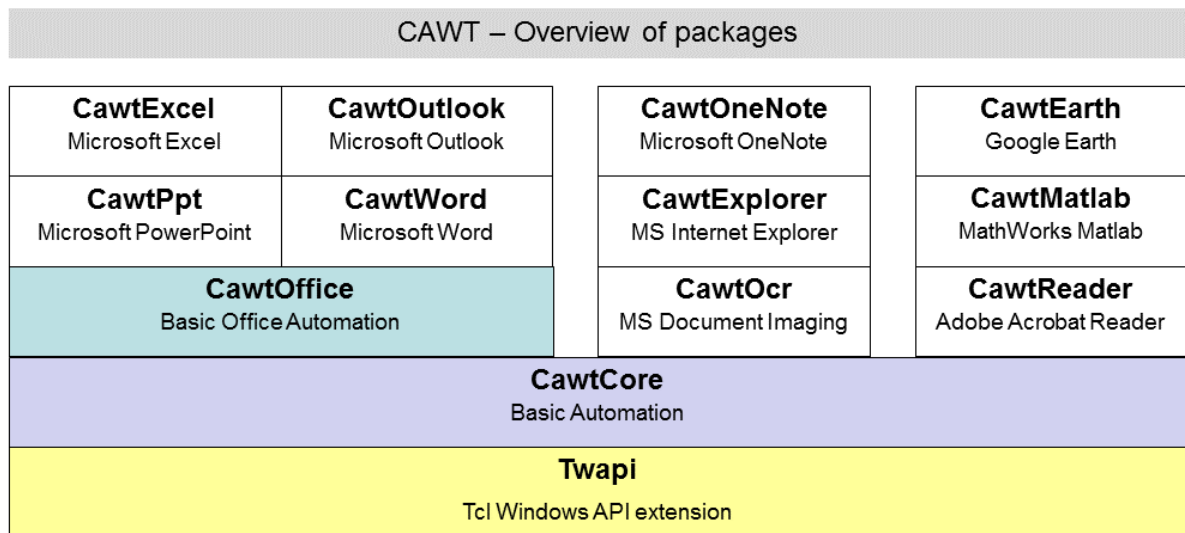 CAWT – Overview of packages
CawtExcel
Microsoft Excel
CawtOutlook
Microsoft Outlook
CawtOneNote
Microsoft OneNote
CawtEarth
Google Earth
CawtPpt
Microsoft PowerPoint
CawtWord
Microsoft Word
CawtExplorer
MS Internet Explorer
CawtMatlab
MathWorks Matlab
CawtOffice
Basic Office Automation
CawtOcr
MS Document Imaging
CawtReader
Adobe Acrobat Reader
CawtCore
Basic Automation
Twapi
Tcl Windows API extension